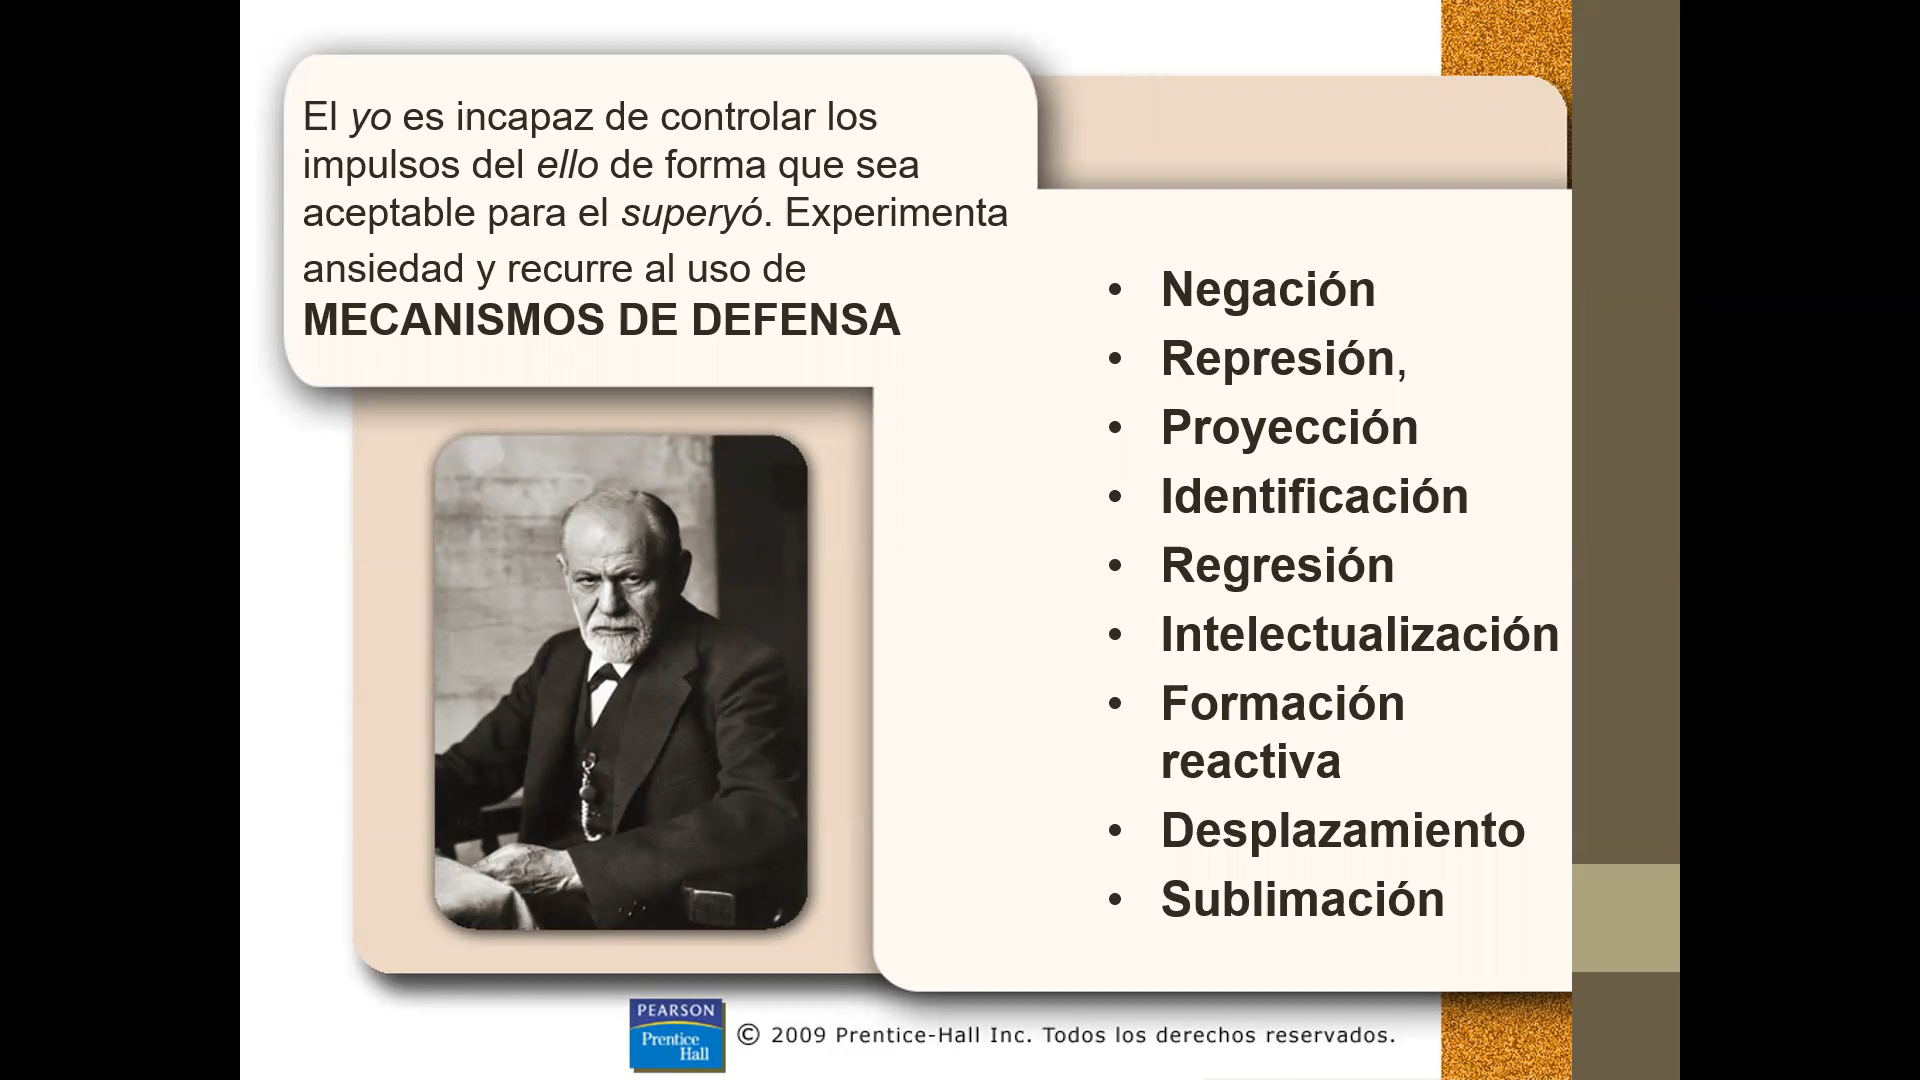 El yo es incapaz de controlar los
impulsos del ello de forma que sea
aceptable para el superyó. Experimenta
ansiedad y recurre al uso de
MECANISMOS DE DEFENSA
• Negación
• Represión,
• Proyección
• Identificación
• Regresión
• Intelectualización
• Formación
reactiva
• Desplazamiento
• Sublimación
PEARSON
Prentice
Hall
© 2009 Prentice-Hall Inc. Todos los derechos reservados.